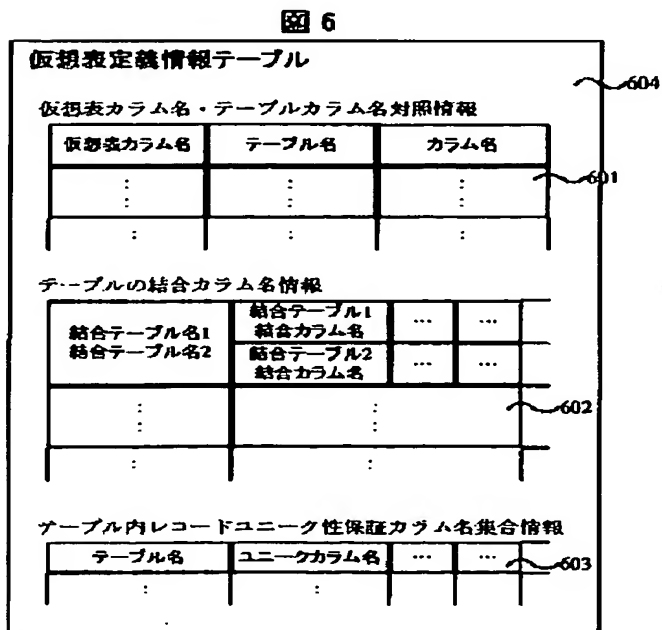 図 6
仮想表定義情報テーブル
604
仮想表カラム名・テーブルカラム名対照情報
仮想表カラム名 テーブル名 カラム名
601
テーブルの結合カラム名情報
結合テーブル名1
結合テーブル名2
結合テーブル1
結合カラム名
… …
結合テーブル2
結合カラム名
… …
602
テーブル内レコードユニーク性保証カラム名集合情報
テーブル名 ユニークカラム名 … …
603